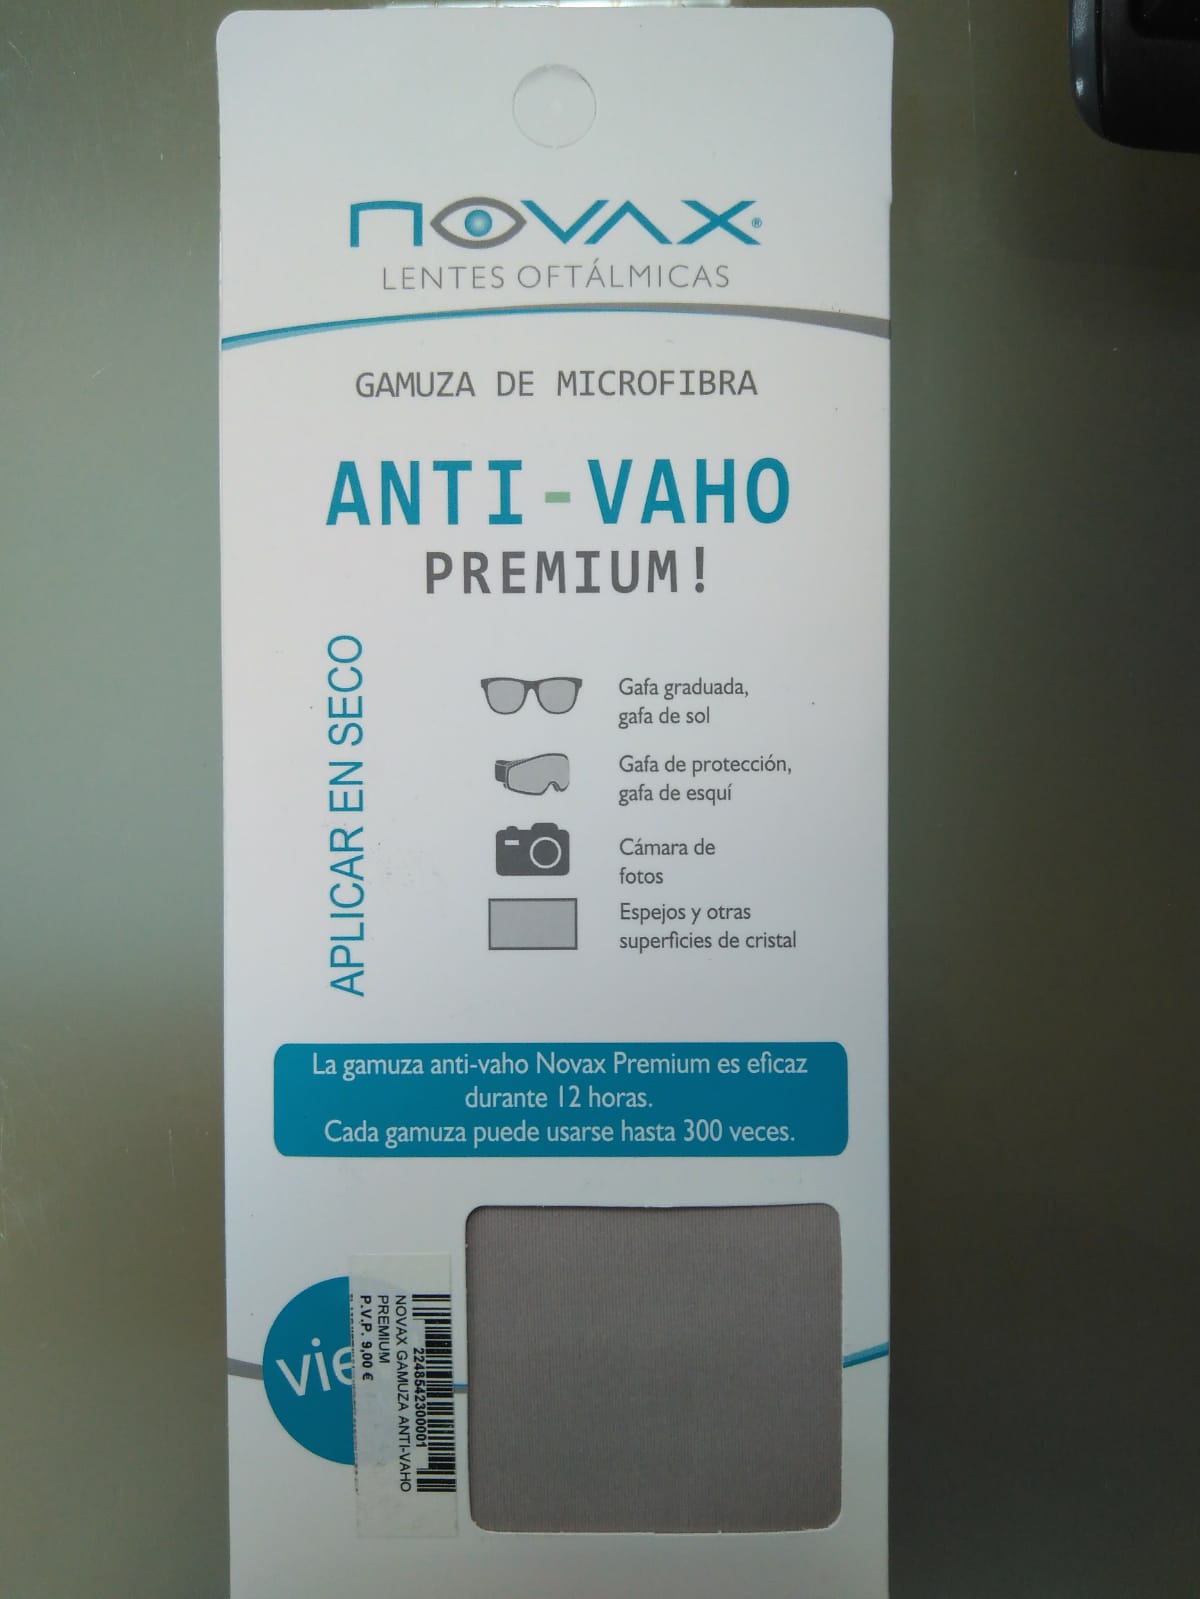 NOVAX®
LENTES OFTÁLMICAS
GAMUZA DE MICROFIBRA
ANTI-VAHO
PREMIUM!
APLICAR EN SECO
Gafa graduada,
gafa de sol
Gafa de protección,
gafa de esquí
Cámara de
fotos
Espejos y otras
superficies de cristal
La gamuza anti-vaho Novax Premium es eficaz
durante 12 horas.
Cada gamuza puede usarse hasta 300 veces.
vie
2248542300001
NOVAX GAMUZA ANTI-VAHO
PREMIUM
P.V.P. 9,00 €